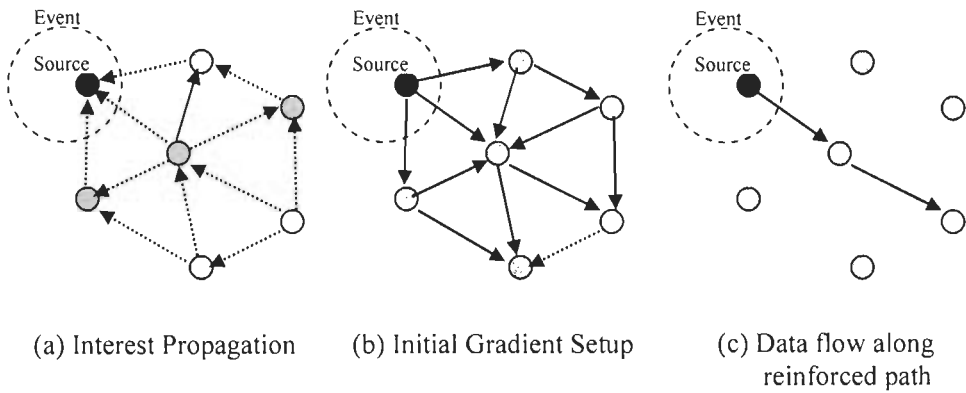 Event
Source
Event
Source
Event
Source
(a) Interest Propagation
(b) Initial Gradient Setup
(c) Data flow along
reinforced path